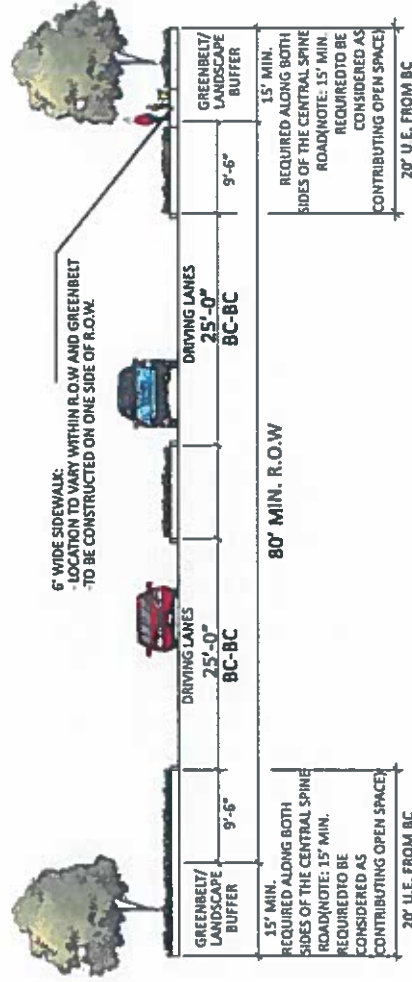 6' WIDE SIDEWALK:
- LOCATION TO VARY WITHIN R.O.W AND GREENBELT
-TO BE CONSTRUCTED ON ONE SIDE OF R.O.W.
GREENBELT/
LANDSCAPE
BUFFER
9'-6"
DRIVING LANES
25'-0"
BC-BC
DRIVING LANES
25'-0"
BC-BC
9'-6"
GREENBELT/
LANDSCAPE
BUFFER
80' MIN. R.O.W
15' MIN.
REQUIRED ALONG BOTH
SIDES OF THE CENTRAL SPINE
ROAD(NOTE: 15' MIN.
REQUIREDTO BE
CONSIDERED AS
CONTRIBUTING OPEN SPACE)
20' U.E. FROM BC
15' MIN.
REQUIRED ALONG BOTH
SIDES OF THE CENTRAL SPINE
ROAD(NOTE: 15' MIN.
REQUIREDTO BE
CONSIDERED AS
CONTRIBUTING OPEN SPACE)
20' U.E. FROM BC